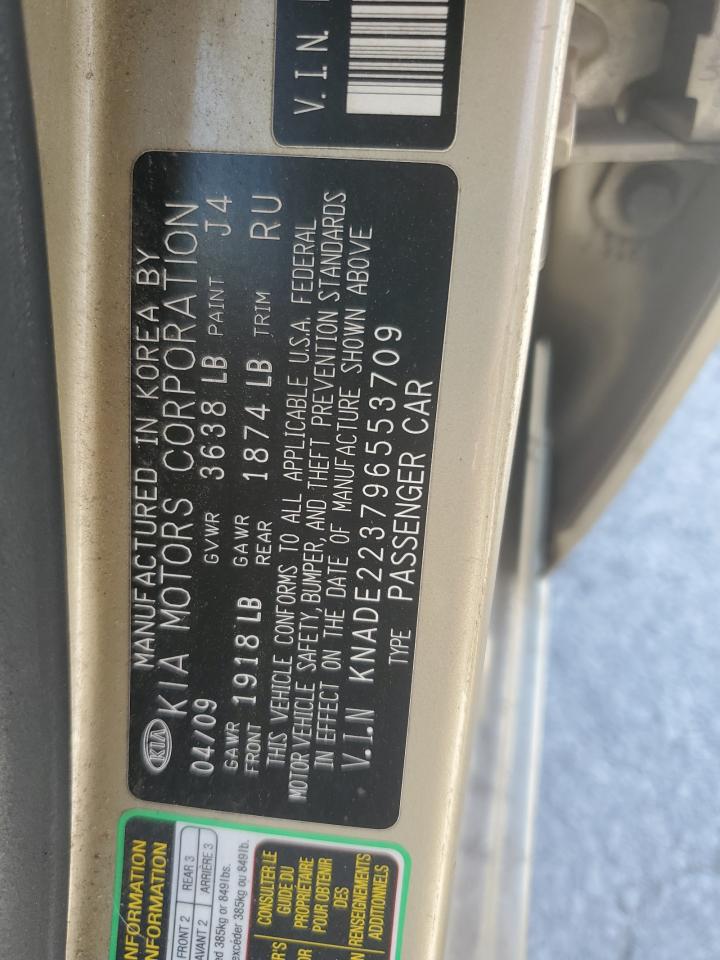 V.I.N.
KIA
MANUFACTURED IN KOREA BY
KIA MOTORS CORPORATION
04/09 GVWR 3638 LB PAINT J4
GAWR FRONT 1918 LB GAWR REAR 1874 LB TRIM RU
THIS VEHICLE CONFORMS TO ALL APPLICABLE U.S.A. FEDERAL
MOTOR VEHICLE SAFETY, BUMPER, AND THEFT PREVENTION STANDARDS
IN EFFECT ON THE DATE OF MANUFACTURE SHOWN ABOVE
V.I.N KNADE223796553709
TYPE PASSENGER CAR
INFORMATION
INFORMATION
FRONT 2 REAR 3
AVANT 2 ARRIÈRE 3
385kg or 849lbs.
excéder 385kg ou 849lb.
CONSULTER LE
GUIDE DU
PROPRIÉTAIRE
POUR OBTENIR
DES
RENSEIGNEMENTS
ADDITIONNELS